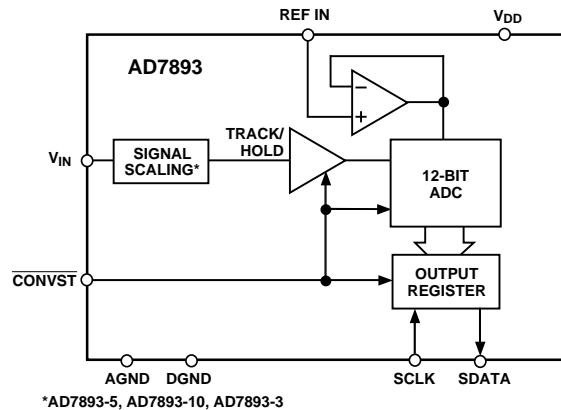 REF IN
VDD
AD7893
−
+
TRACK/
HOLD
VIN
SIGNAL
SCALING*
12-BIT
ADC
CONVST
OUTPUT
REGISTER
AGND
DGND
SCLK
SDATA
*AD7893-5, AD7893-10, AD7893-3